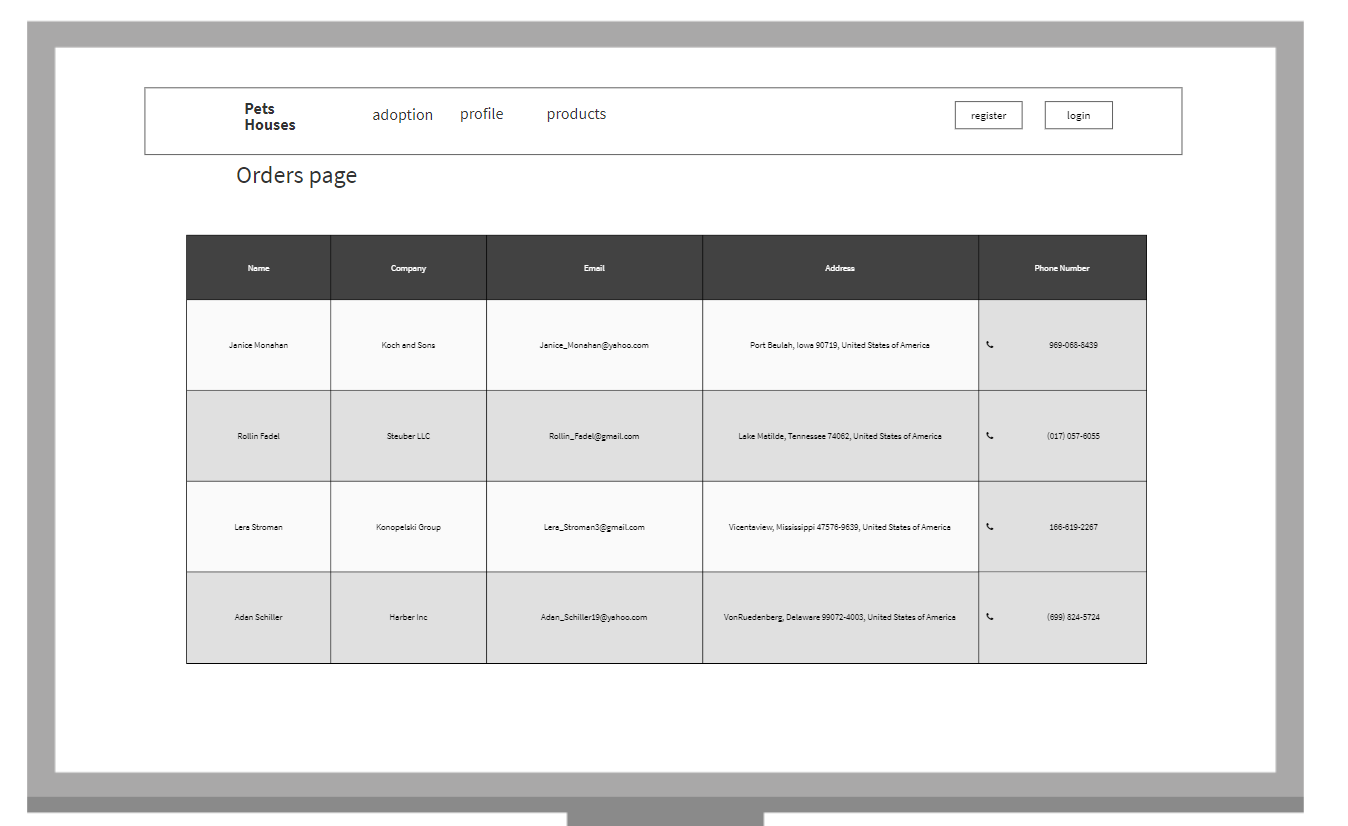 Pets
Houses
adoption
profile
products
register
login
Orders page
Name Company Email Address Phone Number
Janice Monahan Koch and Sons Janice_Monahan@yahoo.com Port Beulah, Iowa 90719, United States of America 969-068-8439
Rollin Fadel Steuber LLC Rollin_Fadel@gmail.com Lake Matilde, Tennessee 74062, United States of America (017) 057-6055
Lera Stroman Konopelski Group Lera_Stroman3@gmail.com Vicentaview, Mississippi 47576-9639, United States of America 166-619-2267
Adan Schiller Harber Inc Adan_Schiller19@yahoo.com VonRuedenberg, Delaware 99072-4003, United States of America (699) 824-5724